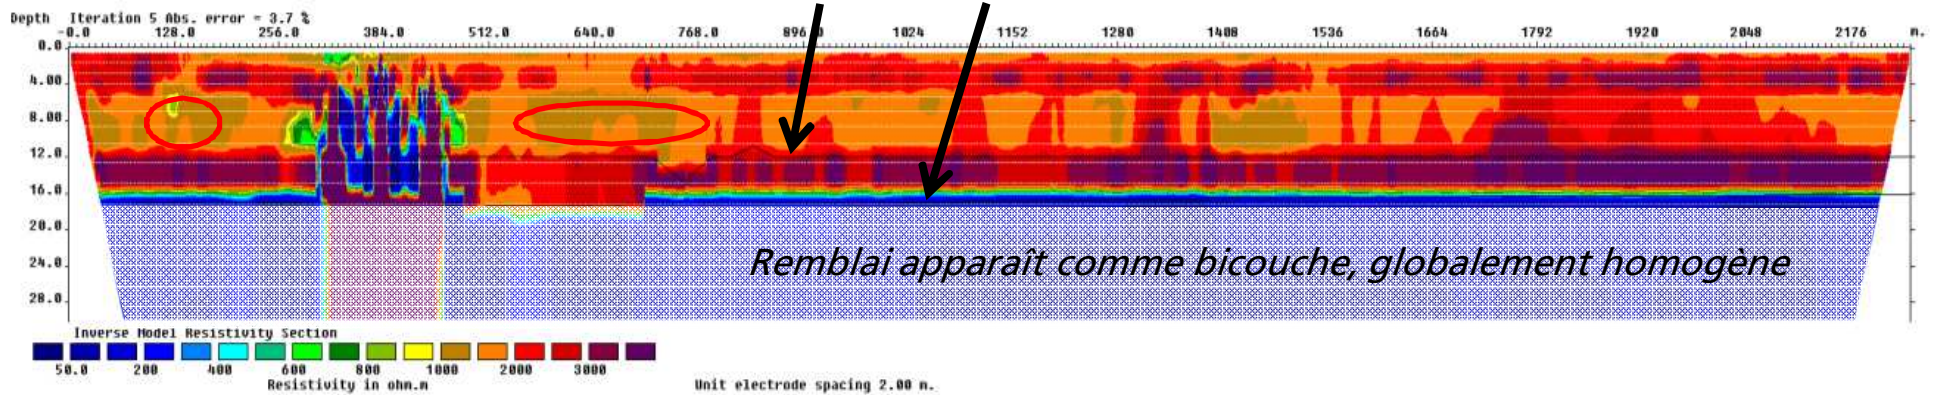 Depth Iteration 5 Abs. error = 3.7 %
-0.0 128.0 256.0 384.0 512.0 640.0 768.0 896.0 1024 1152 1280 1408 1536 1664 1792 1920 2048 2176 m.
0.0
4.00
8.00
12.0
16.0
20.0
24.0
28.0
Remblai apparaît comme bicouche, globalement homogène
Inverse Model Resistivity Section
50.0 200 400 600 800 1000 2000 3000
Resistivity in ohm.m Unit electrode spacing 2.00 m.